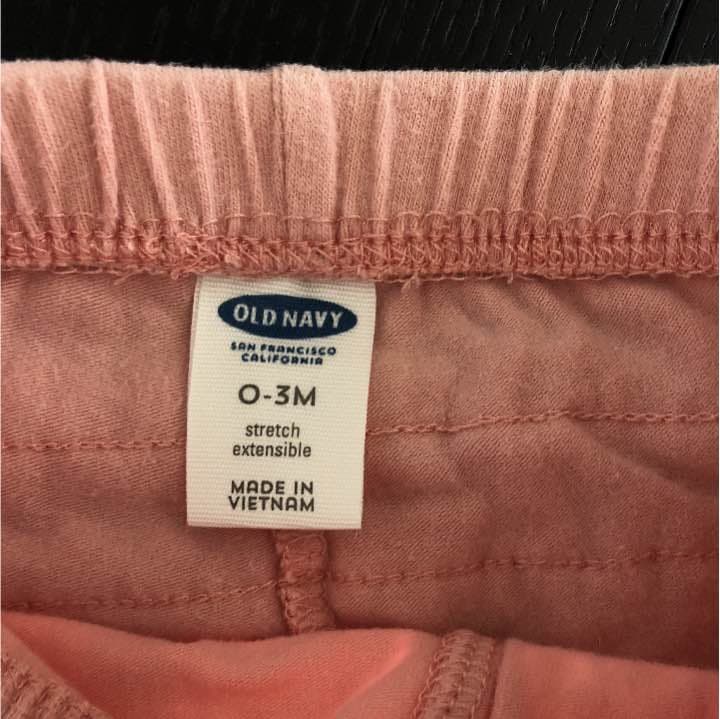 OLD NAVY
SAN FRANCISCO
CALIFORNIA
0-3M
stretch
extensible
MADE IN
VIETNAM